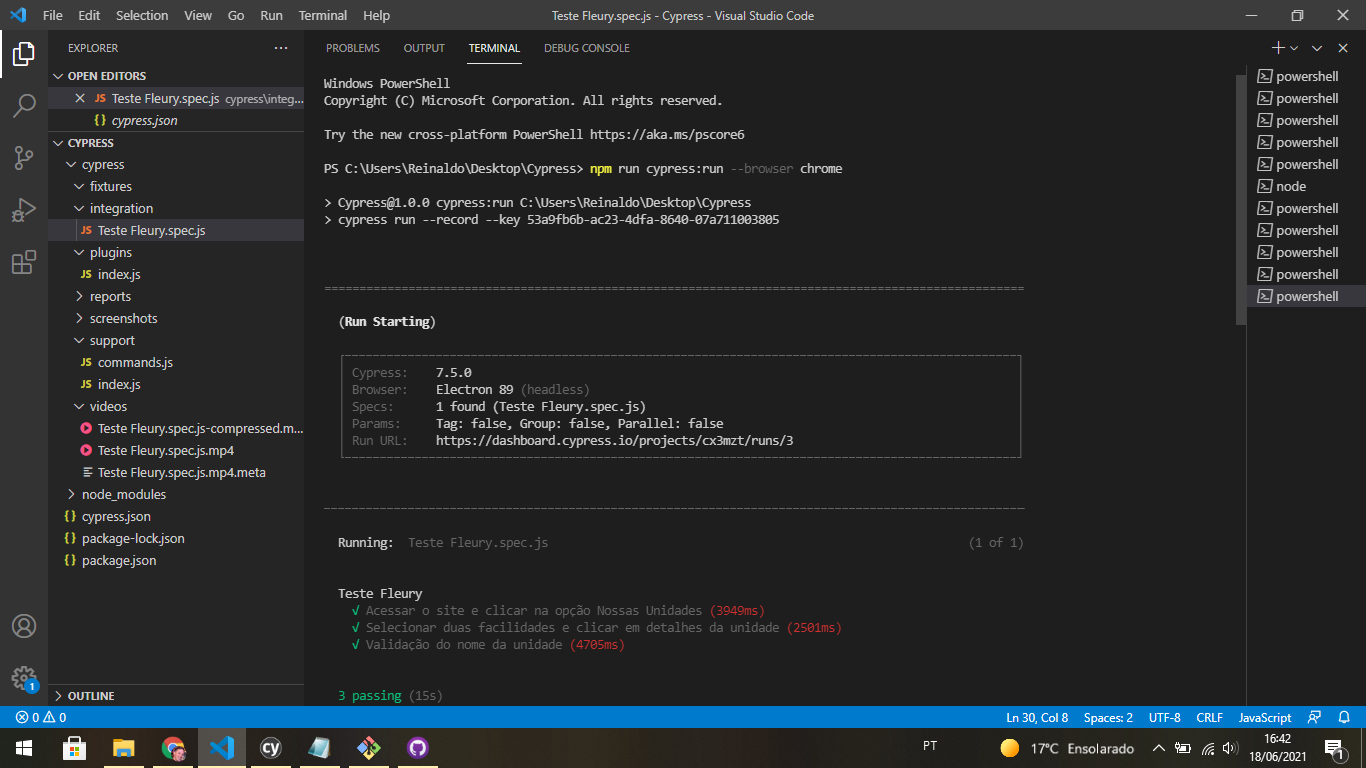 File Edit Selection View Go Run Terminal Help
Teste Fleury.spec.js - Cypress - Visual Studio Code
EXPLORER
OPEN EDITORS
JS Teste Fleury.spec.js cypress\integ...
{} cypress.json
CYPRESS
cypress
fixtures
integration
JS Teste Fleury.spec.js
plugins
JS index.js
reports
screenshots
support
JS commands.js
JS index.js
videos
Teste Fleury.spec.js-compressed.m...
Teste Fleury.spec.js.mp4
Teste Fleury.spec.js.mp4.meta
node_modules
{} cypress.json
{} package-lock.json
{} package.json
OUTLINE
1
PROBLEMS OUTPUT TERMINAL DEBUG CONSOLE
Windows PowerShell
Copyright (C) Microsoft Corporation. All rights reserved.
Try the new cross-platform PowerShell https://aka.ms/pscore6
PS C:\Users\Reinaldo\Desktop\Cypress> npm run cypress:run --browser chrome
> Cypress@1.0.0 cypress:run C:\Users\Reinaldo\Desktop\Cypress
> cypress run --record --key 53a9fb6b-ac23-4dfa-8640-07a711003805
====================================================================================================
(Run Starting)
Cypress: 7.5.0
Browser: Electron 89 (headless)
Specs: 1 found (Teste Fleury.spec.js)
Params: Tag: false, Group: false, Parallel: false
Run URL: https://dashboard.cypress.io/projects/cx3mzt/runs/3
Running: Teste Fleury.spec.js (1 of 1)
Teste Fleury
√ Acessar o site e clicar na opção Nossas Unidades (3949ms)
√ Selecionar duas facilidades e clicar em detalhes da unidade (2501ms)
√ Validação do nome da unidade (4705ms)
3 passing (15s)
powershell
powershell
powershell
powershell
powershell
node
powershell
powershell
powershell
powershell
powershell
0 0
Ln 30, Col 8 Spaces: 2 UTF-8 CRLF JavaScript
cy
PT
17°C Ensolarado
16:42
18/06/2021
1